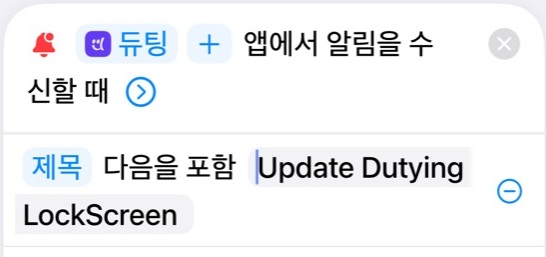 듀팅 + 앱에서 알림을 수
신할 때
제목 다음을 포함 Update Dutying
LockScreen